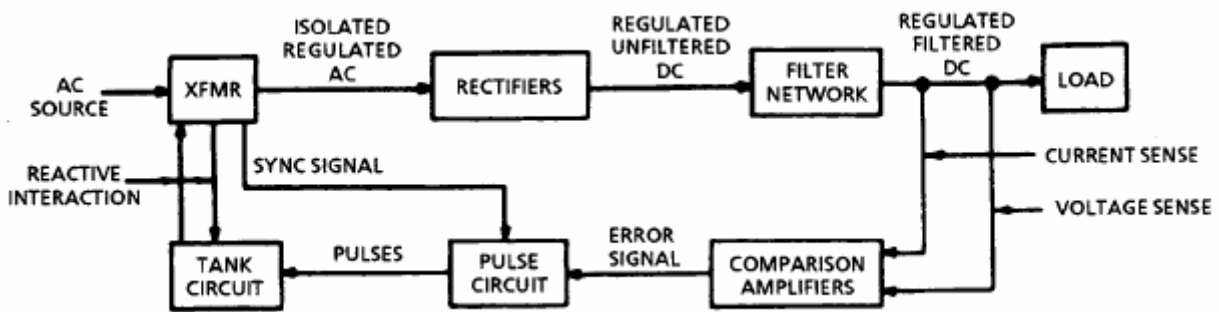 AC
SOURCE
XFMR
ISOLATED
REGULATED
AC
RECTIFIERS
REGULATED
UNFILTERED
DC
FILTER
NETWORK
REGULATED
FILTERED
DC
LOAD
REACTIVE
INTERACTION
SYNC SIGNAL
CURRENT SENSE
VOLTAGE SENSE
TANK
CIRCUIT
PULSES
PULSE
CIRCUIT
ERROR
SIGNAL
COMPARISON
AMPLIFIERS